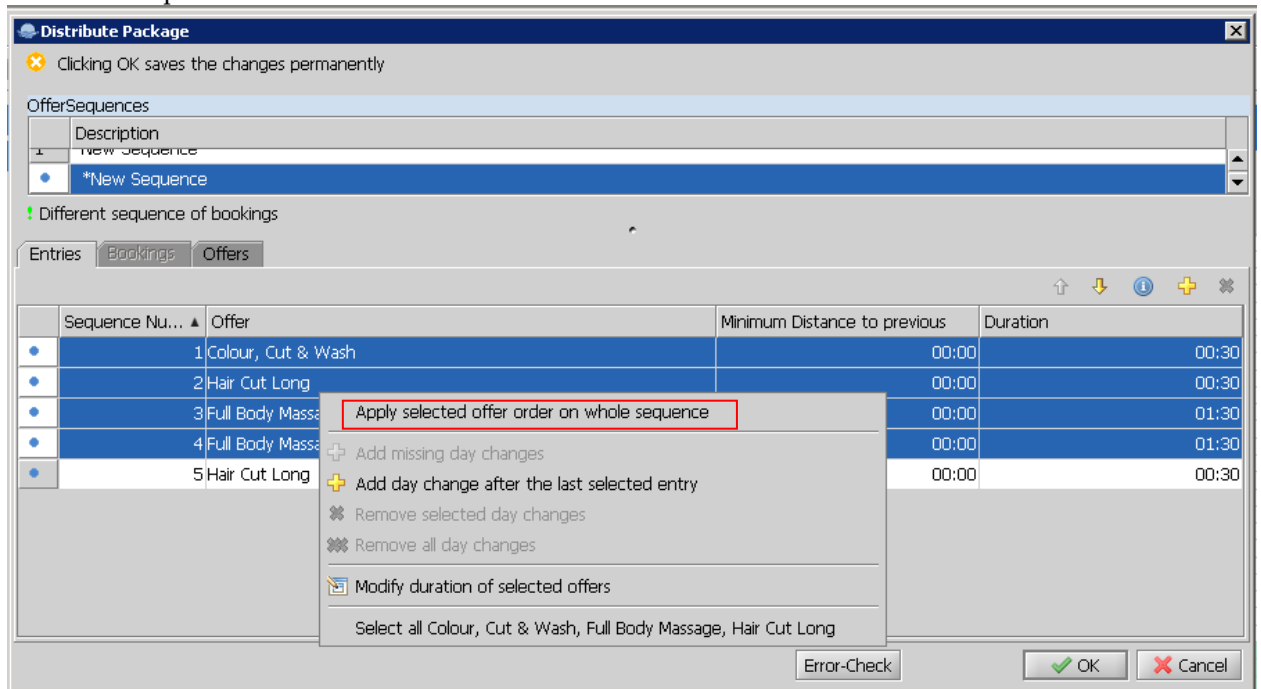 Distribute Package
Clicking OK saves the changes permanently
OfferSequences
Description
1 *New Sequence
*New Sequence
! Different sequence of bookings
Entries Bookings Offers
Sequence Nu... Offer Minimum Distance to previous Duration
1 Colour, Cut & Wash 00:00 00:30
2 Hair Cut Long 00:00 00:30
3 Full Body Massa 00:00 01:30
4 Full Body Massa 00:00 01:30
5 Hair Cut Long 00:00 00:30
Apply selected offer order on whole sequence
Add missing day changes
Add day change after the last selected entry
Remove selected day changes
Remove all day changes
Modify duration of selected offers
Select all Colour, Cut & Wash, Full Body Massage, Hair Cut Long
Error-Check OK Cancel